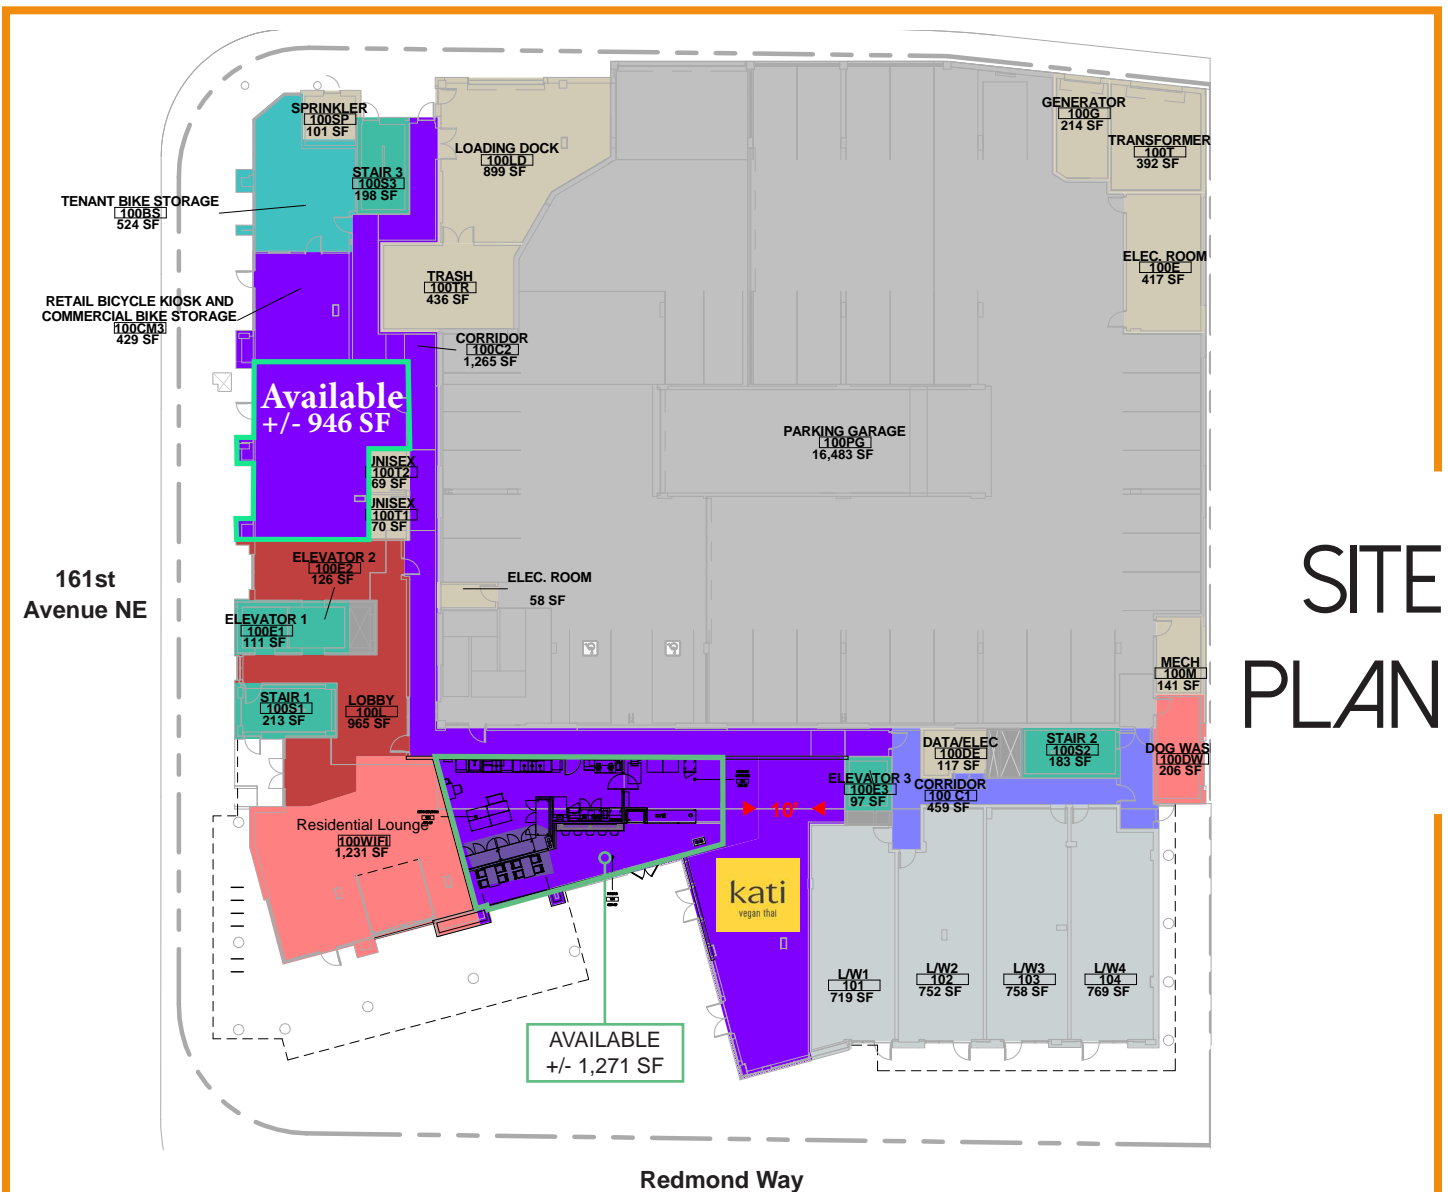 SPRINKLER
100SP
101 SF
STAIR 3
100S3
198 SF
LOADING DOCK
100LD
899 SF
GENERATOR
100G
214 SF
TRANSFORMER
100T
392 SF
TENANT BIKE STORAGE
100BS
524 SF
TRASH
100TR
436 SF
ELEC. ROOM
100E
417 SF
RETAIL BICYCLE KIOSK AND
COMMERCIAL BIKE STORAGE
100CM3
429 SF
CORRIDOR
100C2
1,265 SF
Available
+/- 946 SF
PARKING GARAGE
100PG
16,483 SF
UNISEX
100T2
69 SF
UNISEX
100T1
70 SF
161st
Avenue NE
ELEVATOR 2
100E2
126 SF
ELEC. ROOM
58 SF
ELEVATOR 1
100E1
111 SF
SITE
PLAN
STAIR 1
100S1
213 SF
LOBBY
100L
965 SF
MECH
100M
141 SF
DATA/ELEC
100DE
117 SF
STAIR 2
100S2
183 SF
DOG WAS
100DW
206 SF
ELEVATOR 3
100E3
97 SF
CORRIDOR
100 C1
459 SF
10'
Residential Lounge
100WIFI
1,231 SF
kati
vegan thai
L/W1
101
719 SF
L/W2
102
752 SF
L/W3
103
758 SF
L/W4
104
769 SF
AVAILABLE
+/- 1,271 SF
Redmond Way